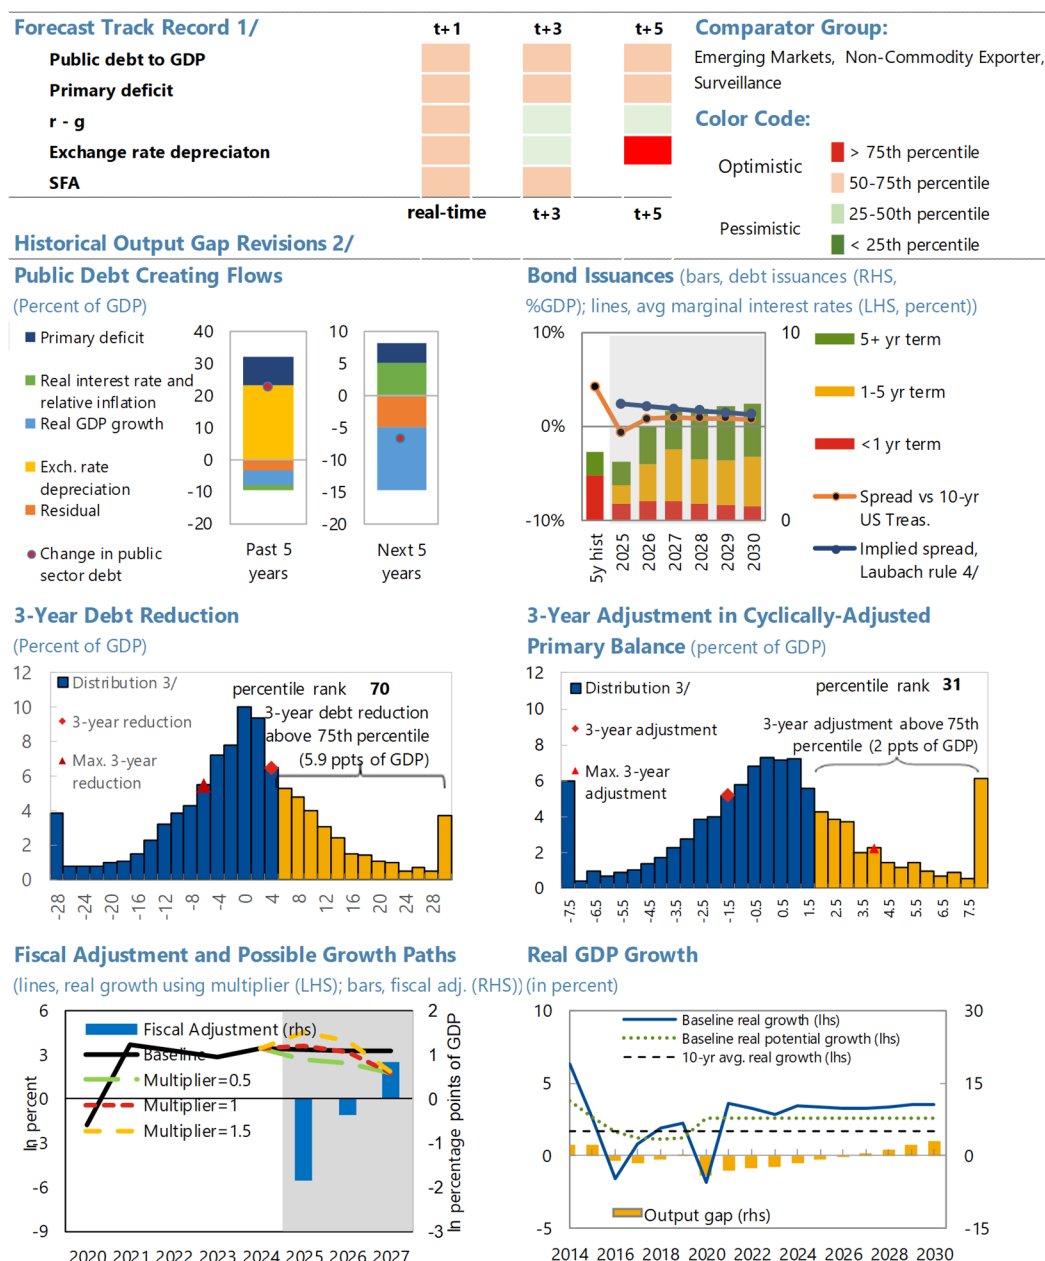 Forecast Track Record 1/ t+1 t+3 t+5
Public debt to GDP
Primary deficit
r - g
Exchange rate depreciaton
SFA
real-time t+3 t+5
Historical Output Gap Revisions 2/
Comparator Group:
Emerging Markets, Non-Commodity Exporter,
Surveillance
Color Code:
Optimistic
> 75th percentile
50-75th percentile
Pessimistic
25-50th percentile
< 25th percentile
Public Debt Creating Flows
(Percent of GDP)
Primary deficit
Real interest rate and
relative inflation
Real GDP growth
Exch. rate
depreciation
Residual
Change in public
sector debt
40
30
20
10
0
-10
-20
Past 5
years
10
5
0
-5
-10
-15
-20
Next 5
years
Bond Issuances (bars, debt issuances (RHS,
%GDP); lines, avg marginal interest rates (LHS, percent))
10%
0%
-10%
10
0
5y hist 2025 2026 2027 2028 2029 2030
5+ yr term
1-5 yr term
<1 yr term
Spread vs 10-yr
US Treas.
Implied spread,
Laubach rule 4/
3-Year Debt Reduction
(Percent of GDP)
12
10
8
6
4
2
0
Distribution 3/
3-year reduction
Max. 3-year
reduction
percentile rank 70
3-year debt reduction
above 75th percentile
(5.9 ppts of GDP)
-28 -24 -20 -16 -12 -8 -4 0 4 8 12 16 20 24 28
3-Year Adjustment in Cyclically-Adjusted
Primary Balance (percent of GDP)
12
10
8
6
4
2
0
Distribution 3/
3-year adjustment
Max. 3-year
adjustment
percentile rank 31
3-year adjustment above 75th
percentile (2 ppts of GDP)
-7.5 -6.5 -5.5 -4.5 -3.5 -2.5 -1.5 -0.5 0.5 1.5 2.5 3.5 4.5 5.5 6.5 7.5
Fiscal Adjustment and Possible Growth Paths
(lines, real growth using multiplier (LHS); bars, fiscal adj. (RHS))
In percent
6
3
0
-3
-6
-9
Fiscal Adjustment (rhs)
Baseline
Multiplier=0.5
Multiplier=1
Multiplier=1.5
2
1
0
-1
-2
-3
In percentage points of GDP
2020 2021 2022 2023 2024 2025 2026 2027
Real GDP Growth
(in percent)
10
5
0
-5
Baseline real growth (lhs)
Baseline real potential growth (lhs)
10-yr avg. real growth (lhs)
Output gap (rhs)
30
15
0
-15
2014 2016 2018 2020 2022 2024 2026 2028 2030